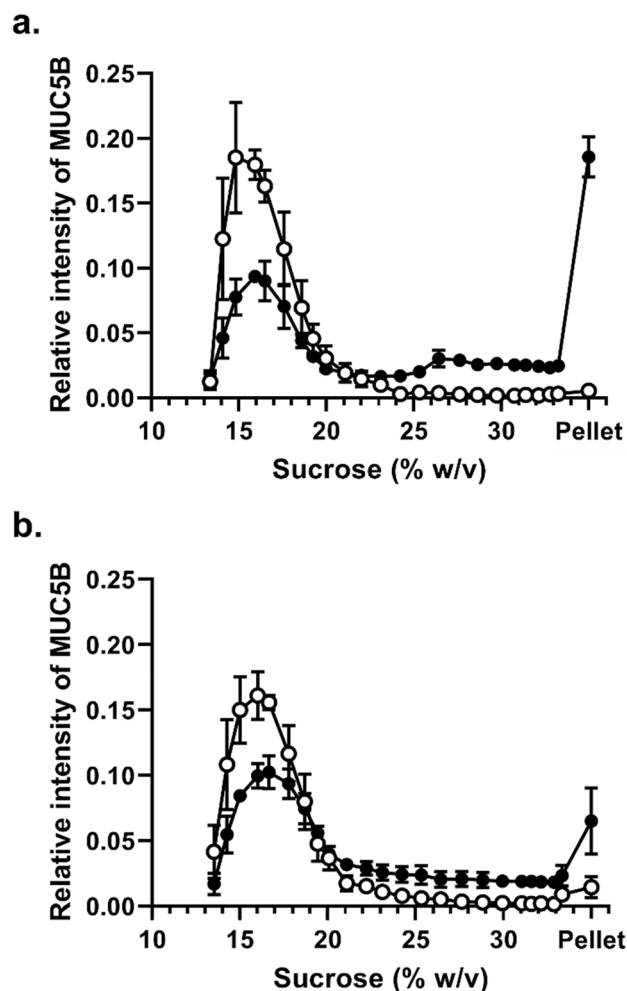 a.
Relative intensity of MUC5B
0.25
0.20
0.15
0.10
0.05
0.00
10 15 20 25 30 Pellet
Sucrose (% w/v)
b.
Relative intensity of MUC5B
0.25
0.20
0.15
0.10
0.05
0.00
10 15 20 25 30 Pellet
Sucrose (% w/v)